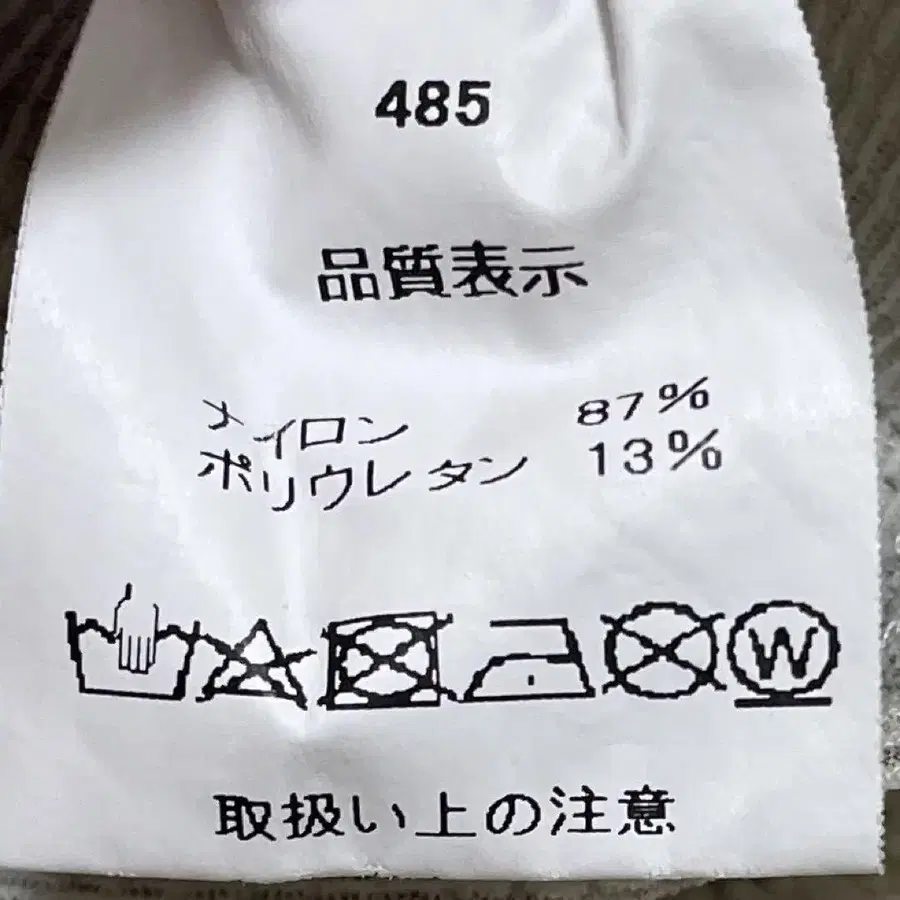 485
品質表示
ナイロン 87%
ポリウレタン 13%
W
取扱い上の注意